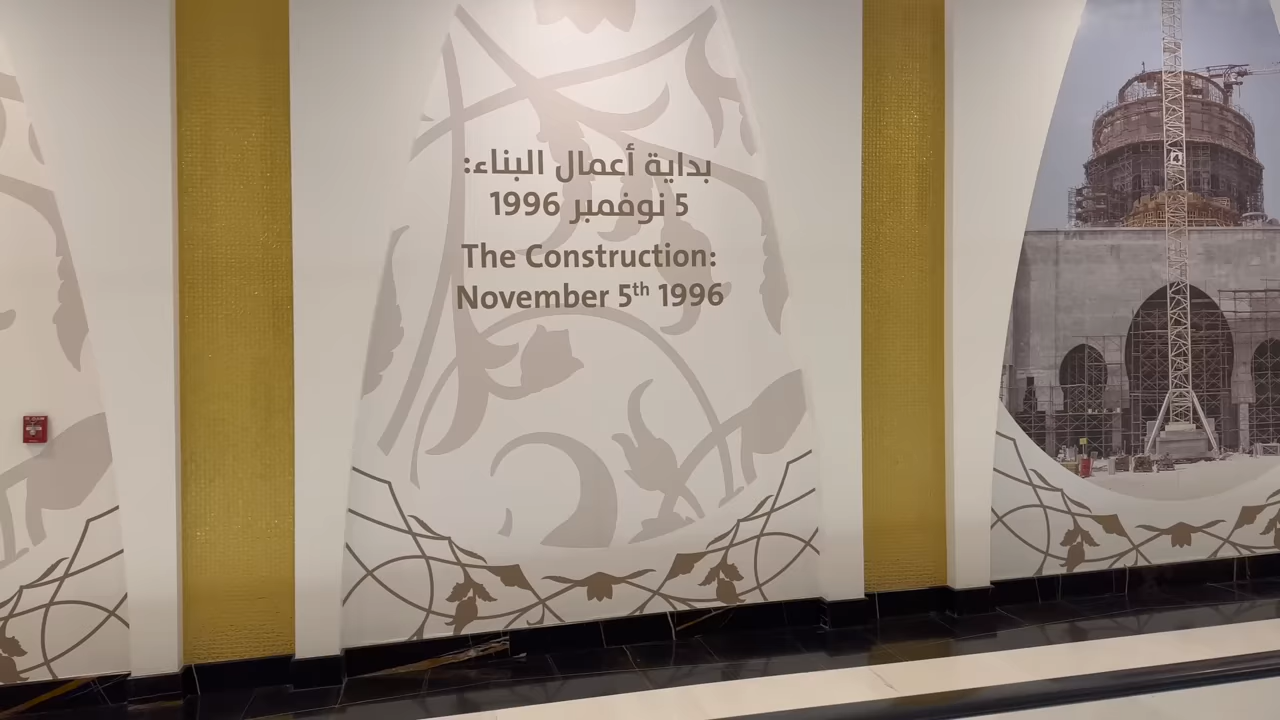 بداية أعمال البناء:
5 نوفمبر 1996
The Construction:
November 5th 1996